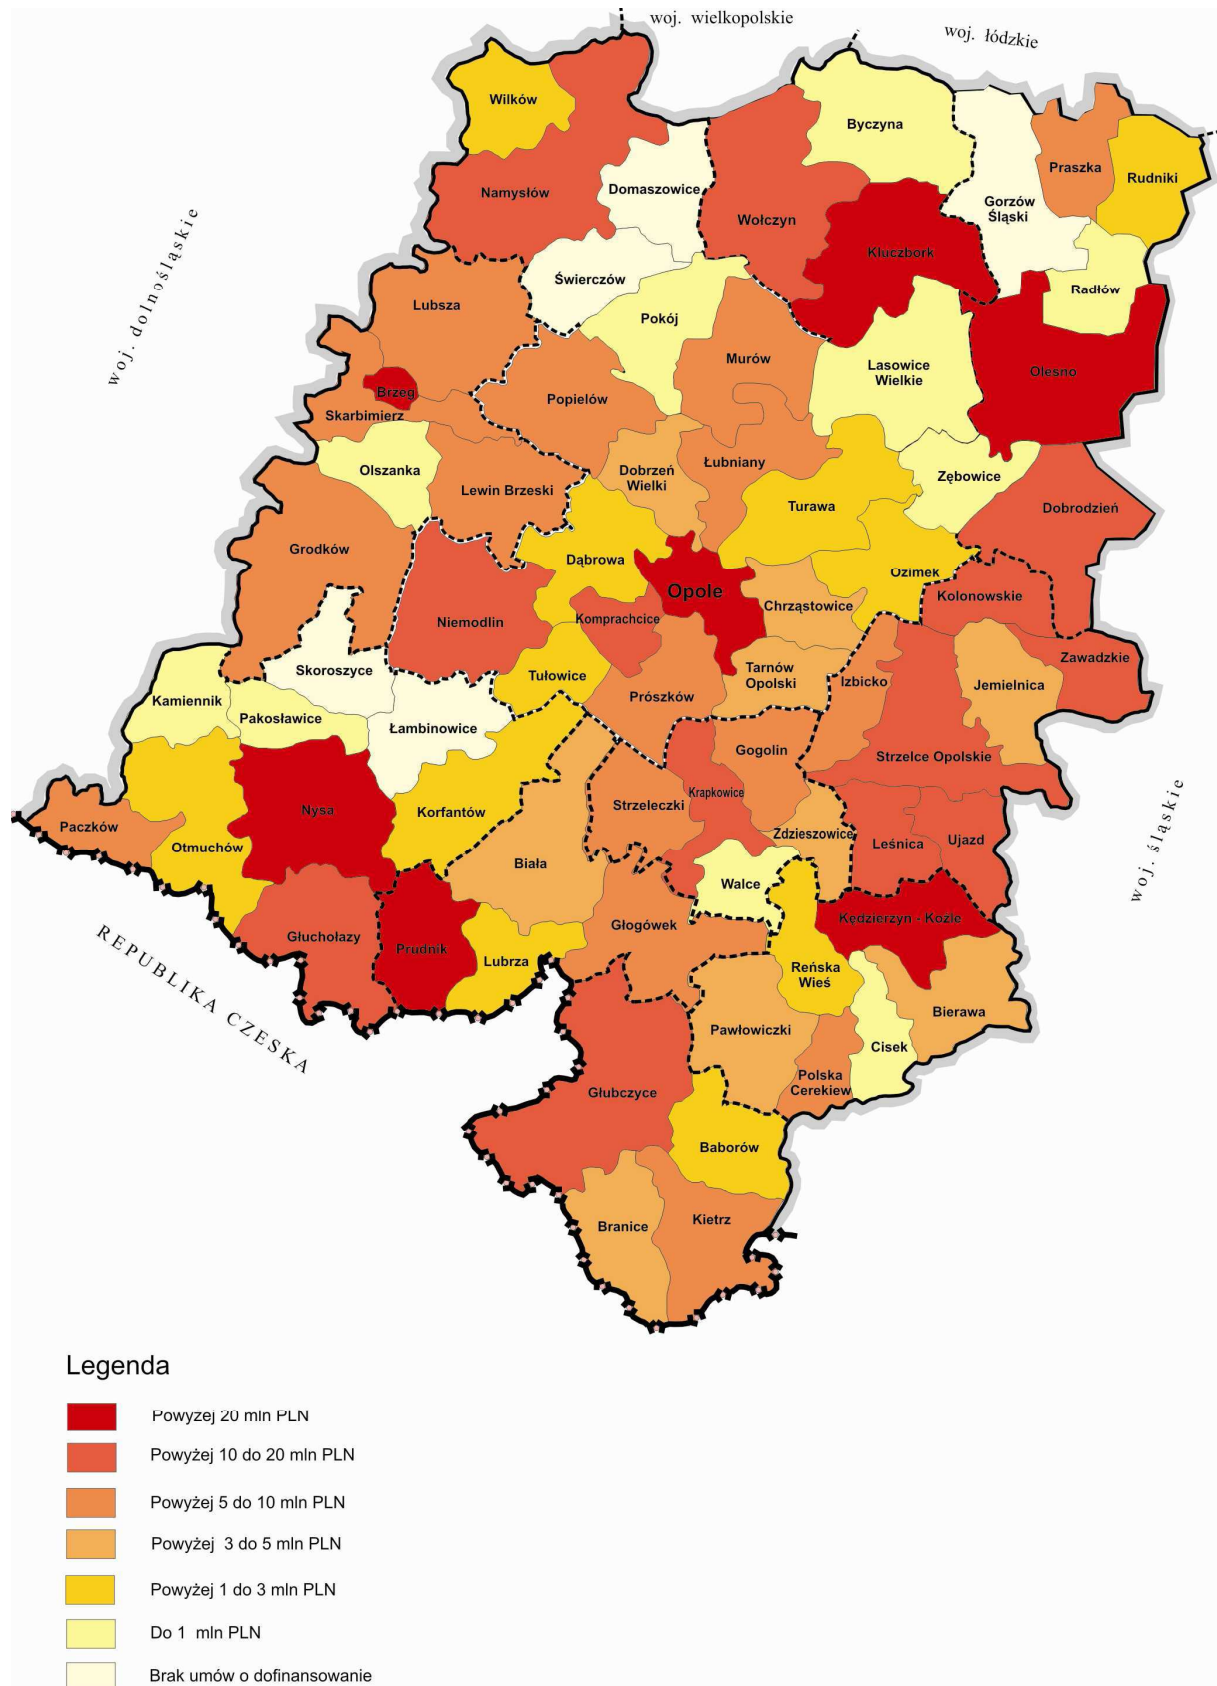 woj. wielkopolskie
woj. łódzkie
Wilków
Byczyna
Praszka
Rudniki
Namysłów
Domaszowice
Wołczyn
Gorzów
Śląski
Kluczbork
Świerczów
Radłów
woj. dolnośląskie
Lubsza
Pokój
Murów
Lasowice
Wielkie
Olesno
Brzeg
Popielów
Skarbimierz
Olszanka
Dobrzeń
Wielki
Łubniany
Zębowice
Lewin Brzeski
Turawa
Dobrodzień
Grodków
Dąbrowa
Ozimek
Opole
Kolonowskie
Chrząstowice
Niemodlin
Komprachcice
Zawadzkie
Skoroszyce
Tułowice
Tarnów
Opolski
Izbicko
Jemielnica
Kamiennik
Prószków
Pakosławice
Łambinowice
Gogolin
Strzelce Opolskie
Krapkowice
Strzeleczki
Nysa
Korfantów
Paczków
Otmuchów
Zdzieszowice
Leśnica
Ujazd
woj. śląskie
Biała
Walce
Kędzierzyn - Koźle
Głogówek
Głuchołazy
Prudnik
Lubrza
REPUBLIKA CZESKA
Reńska
Wieś
Bierawa
Pawłowiczki
Cisek
Polska
Cerekiew
Głubczyce
Baborów
Branice
Kietrz
Legenda
Powyżej 20 mln PLN
Powyżej 10 do 20 mln PLN
Powyżej 5 do 10 mln PLN
Powyżej 3 do 5 mln PLN
Powyżej 1 do 3 mln PLN
Do 1 mln PLN
Brak umów o dofinansowanie